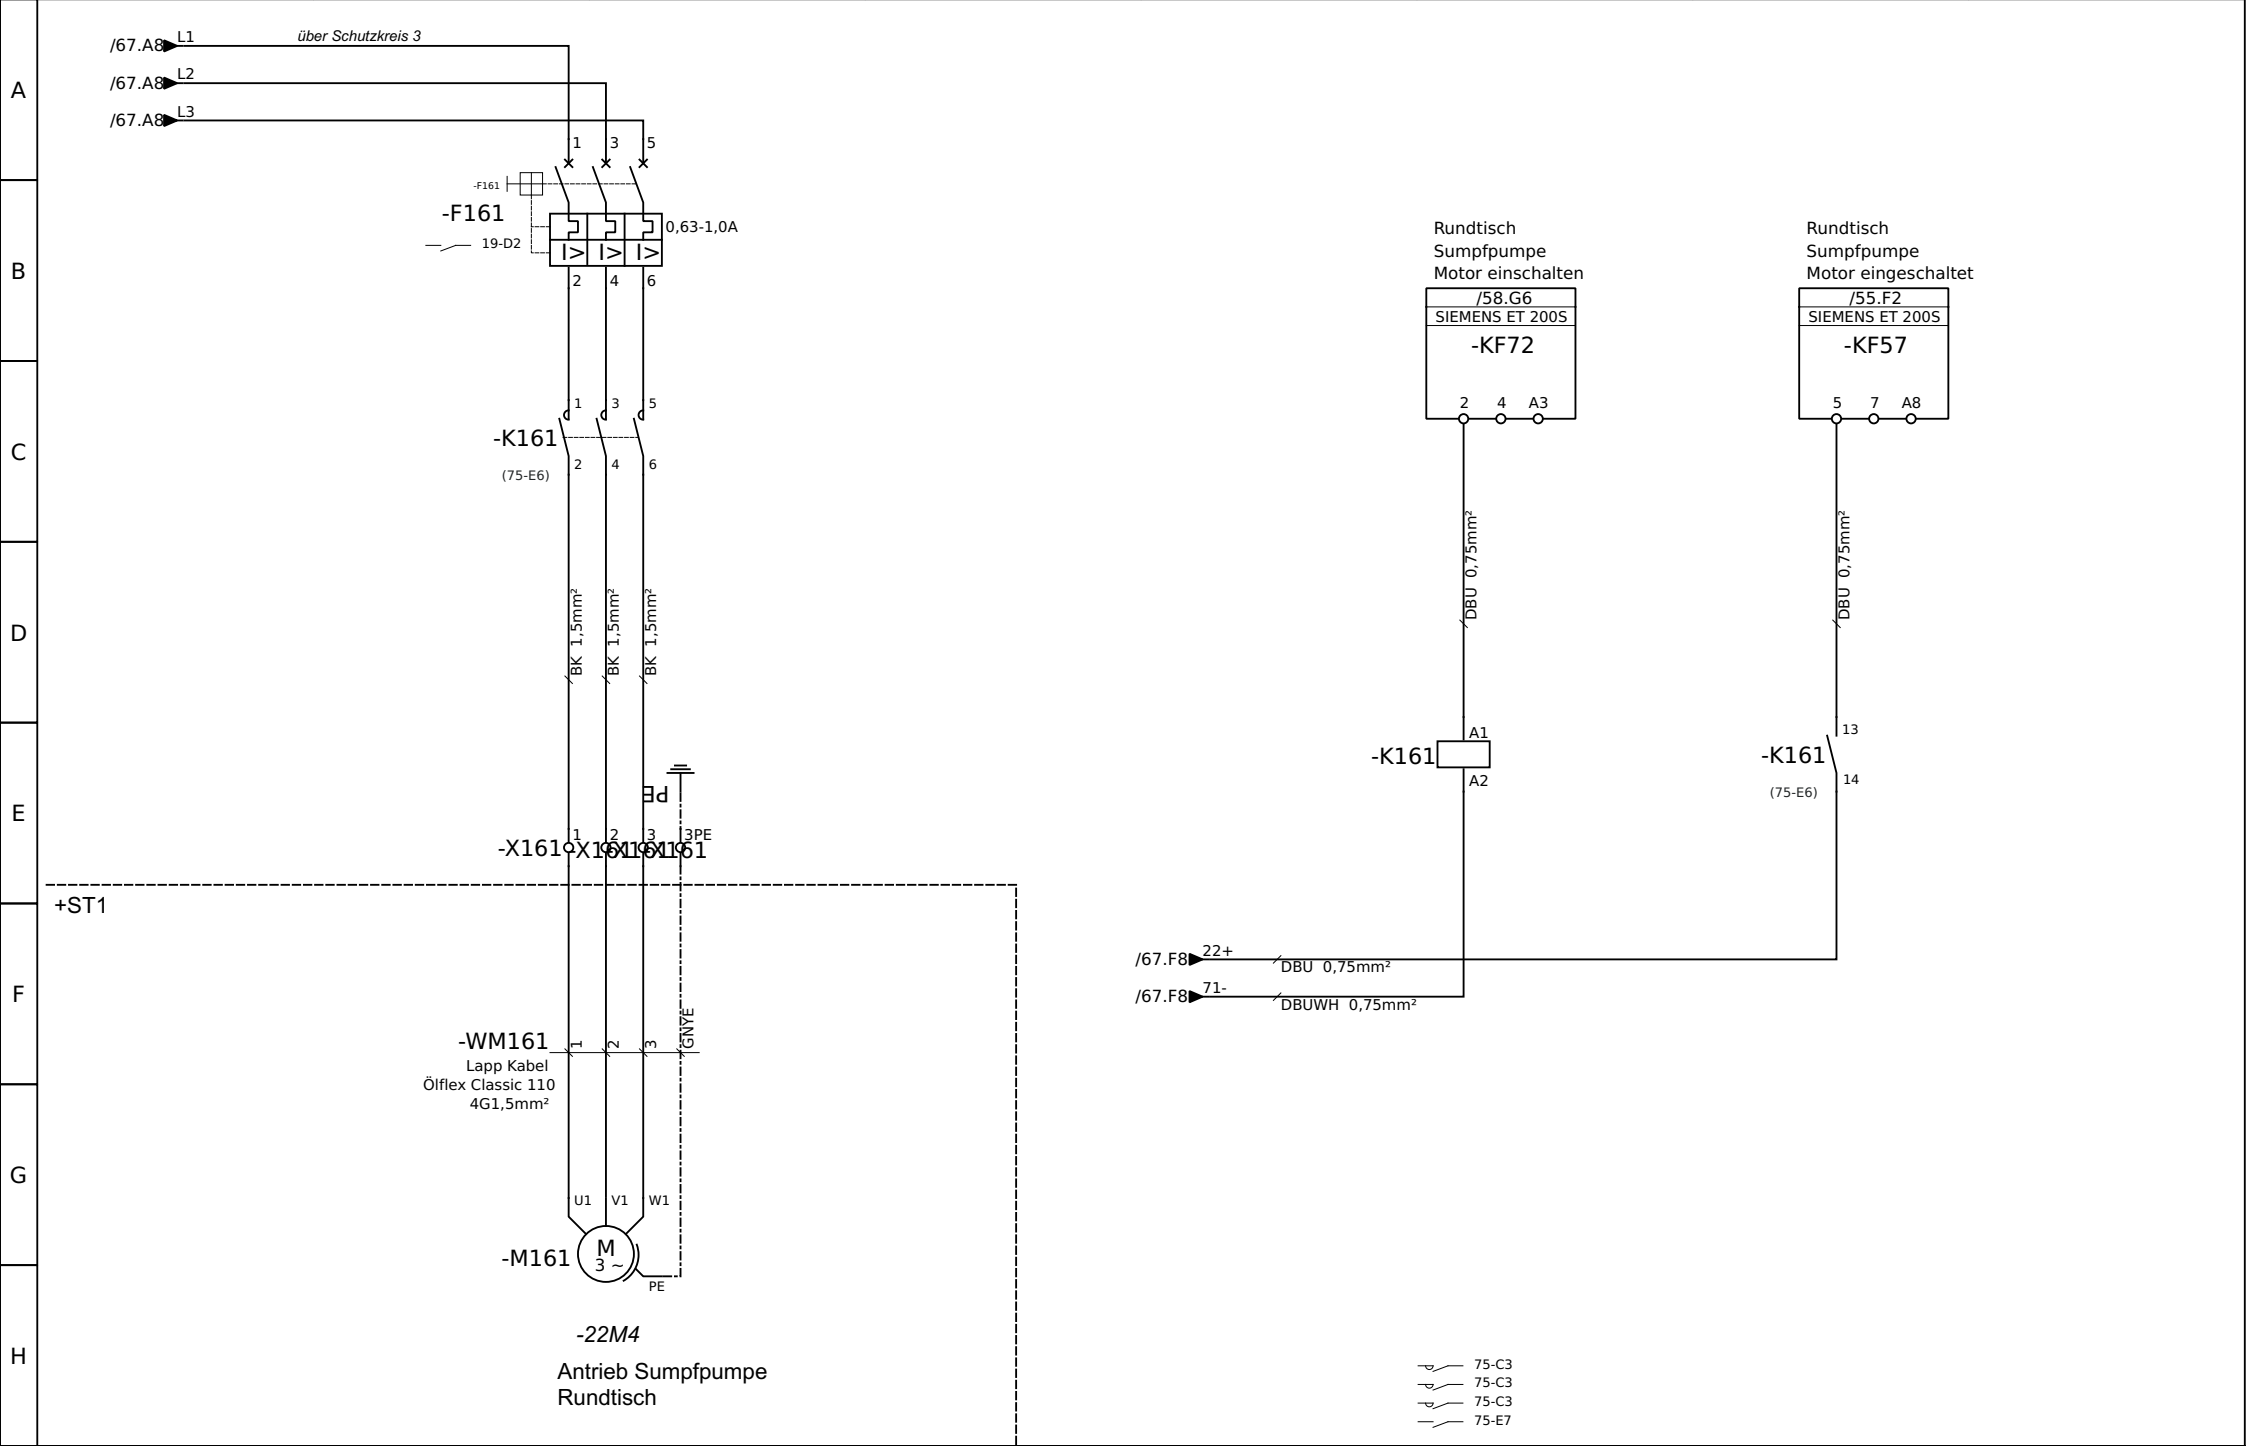 /67.A8 L1 über Schutzkreis 3
/67.A8 L2
A
/67.A8 L3
1 3 5
-F161
-F161
0,63-1,0A
19-D2
I> I> I>
B
2 4 6
Rundtisch
Sumpfpumpe
Motor einschalten
/58.G6
SIEMENS ET 200S
-KF72
2 4 A3
Rundtisch
Sumpfpumpe
Motor eingeschaltet
/55.F2
SIEMENS ET 200S
-KF57
5 7 A8
1 3 5
-K161
C
2 4 6
(75-E6)
DBU 0,75mm²
DBU 0,75mm²
BK 1,5mm²
BK 1,5mm²
BK 1,5mm²
D
A1
-K161
A2
13
-K161
14
(75-E6)
PE
E
1 2 3 3PE
-X161 -X161 -X161 -X161
+ST1
/67.F8 22+
DBU 0,75mm²
/67.F8 71-
DBUWH 0,75mm²
F
-WM161
1 2 3 GNYE
Lapp Kabel
Ölflex Classic 110
4G1,5mm²
G
U1 V1 W1
-M161
M
3 ~
PE
-22M4
H
Antrieb Sumpfpumpe
Rundtisch
75-C3
75-C3
75-C3
75-E7